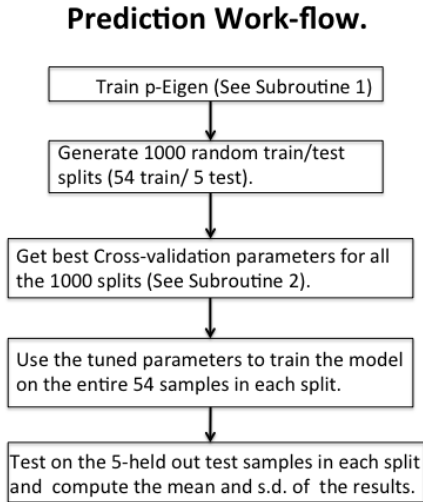 Prediction Work-flow.
Train p-Eigen (See Subroutine 1)
Generate 1000 random train/test
splits (54 train/ 5 test).
Get best Cross-validation parameters for all
the 1000 splits (See Subroutine 2).
Use the tuned parameters to train the model
on the entire 54 samples in each split.
Test on the 5-held out test samples in each split
and compute the mean and s.d. of the results.